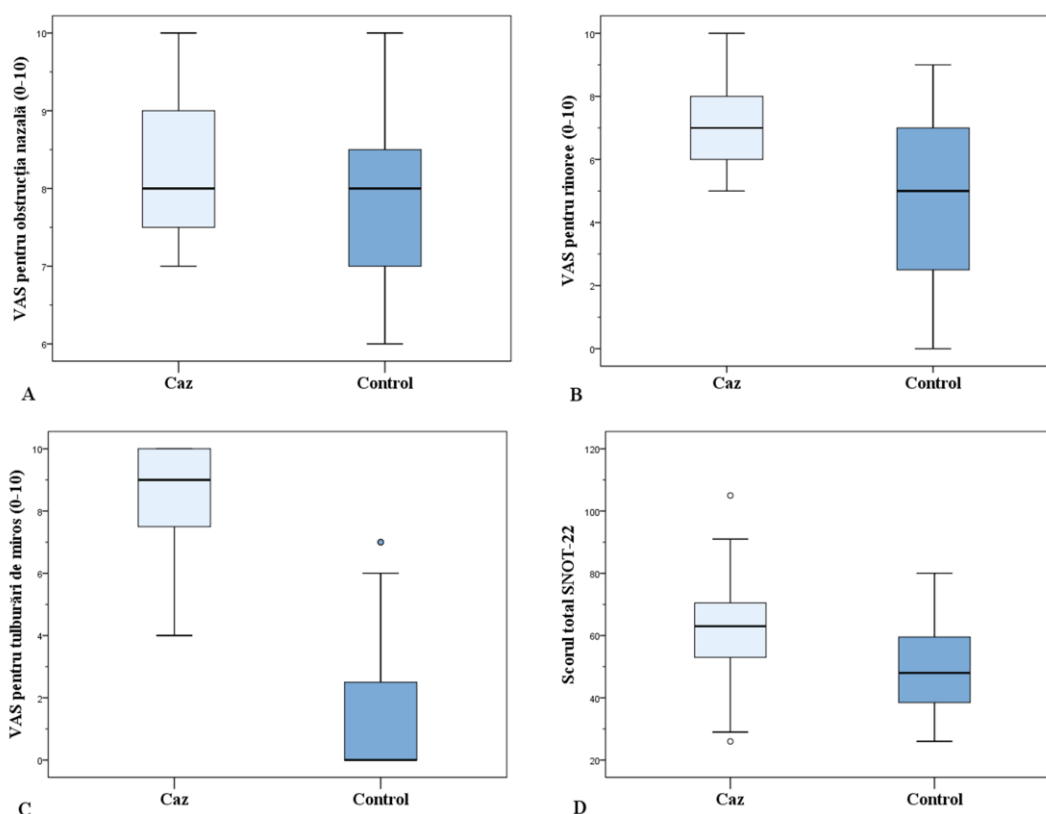 VAS pentru obstrucția nazală (0-10)
10
9
8
7
6
Caz
Control
A
VAS pentru rinoree (0-10)
10
8
6
4
2
0
Caz
Control
B
VAS pentru tulburări de miros (0-10)
10
8
6
4
2
0
Caz
Control
C
Scorul total SNOT-22
120
100
80
60
40
20
Caz
Control
D